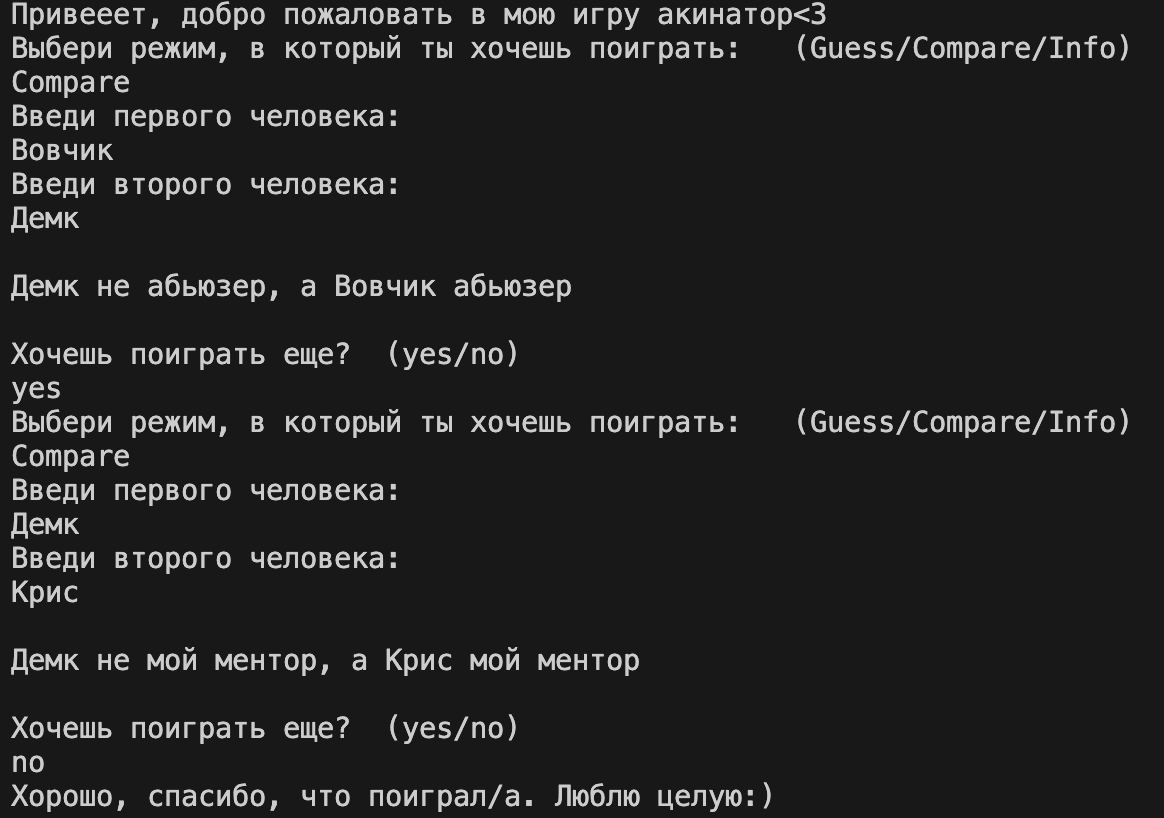 Привееет, добро пожаловать в мою игру акинатор<3
Выбери режим, в который ты хочешь поиграть:   (Guess/Compare/Info)
Compare
Введи первого человека:
Вовчик
Введи второго человека:
Демк
Демк не абьюзер, а Вовчик абьюзер
Хочешь поиграть еще?  (yes/no)
yes
Выбери режим, в который ты хочешь поиграть:   (Guess/Compare/Info)
Compare
Введи первого человека:
Демк
Введи второго человека:
Крис
Демк не мой ментор, а Крис мой ментор
Хочешь поиграть еще?  (yes/no)
no
Хорошо, спасибо, что поиграл/а. Люблю целую:)